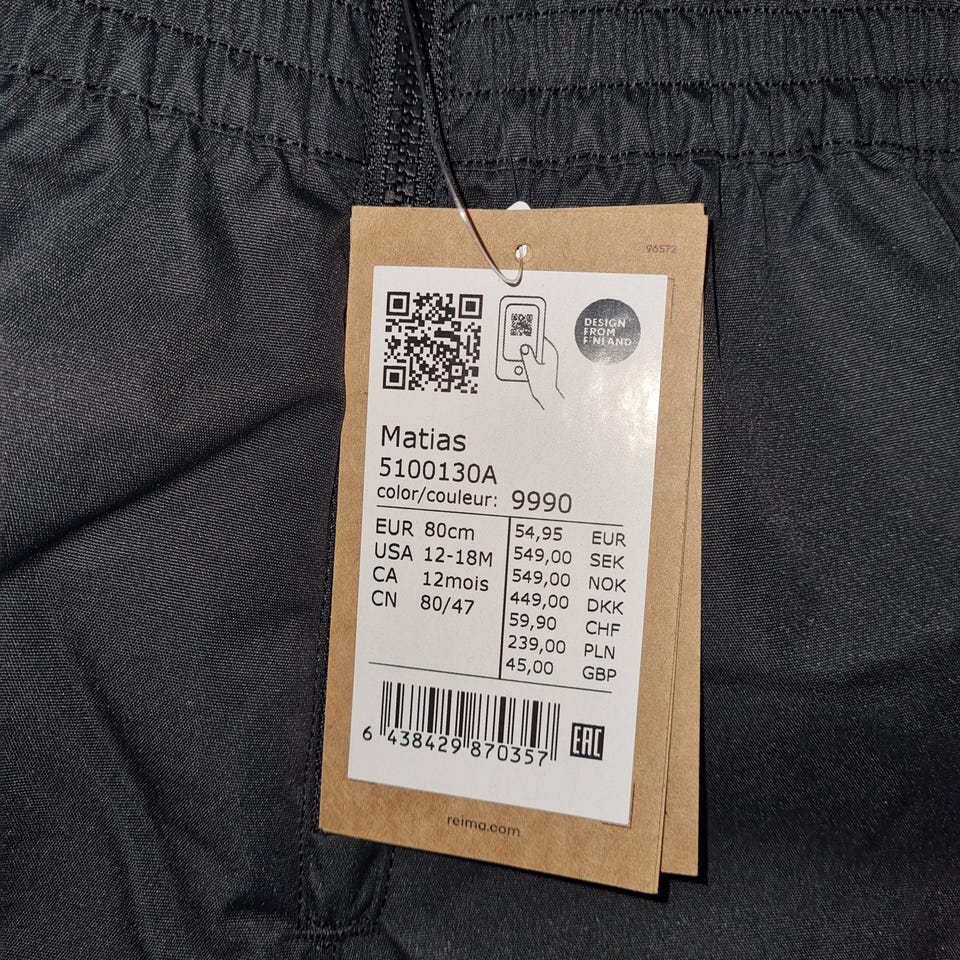 96572
DESIGN
FROM
FINLAND
Matias
5100130A
color/couleur: 9990
EUR 80cm
USA 12-18M
CA 12mois
CN 80/47
54,95 EUR
549,00 SEK
549,00 NOK
449,00 DKK
59,90 CHF
239,00 PLN
45,00 GBP
6 438429 870357
EAC
reima.com